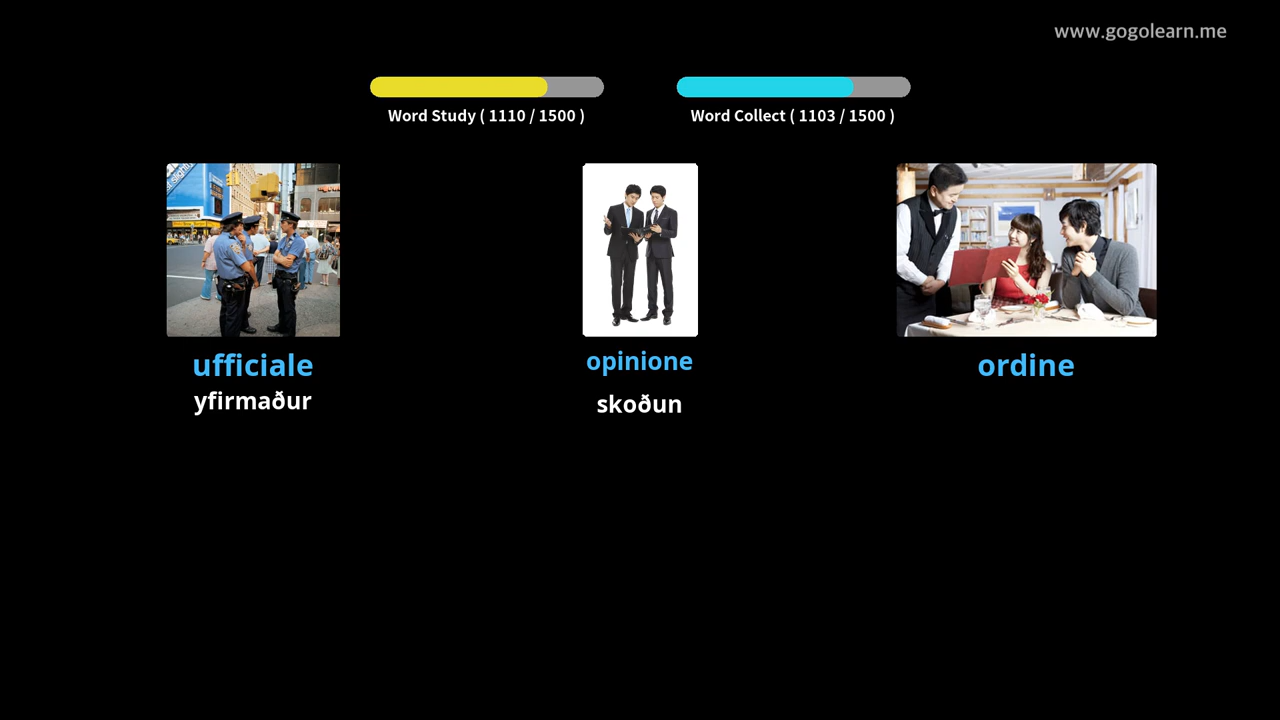 www.gogolearn.me
Word Study ( 1110 / 1500 )
Word Collect ( 1103 / 1500 )
ufficiale
opinione
ordine
yfirmaður
skoðun